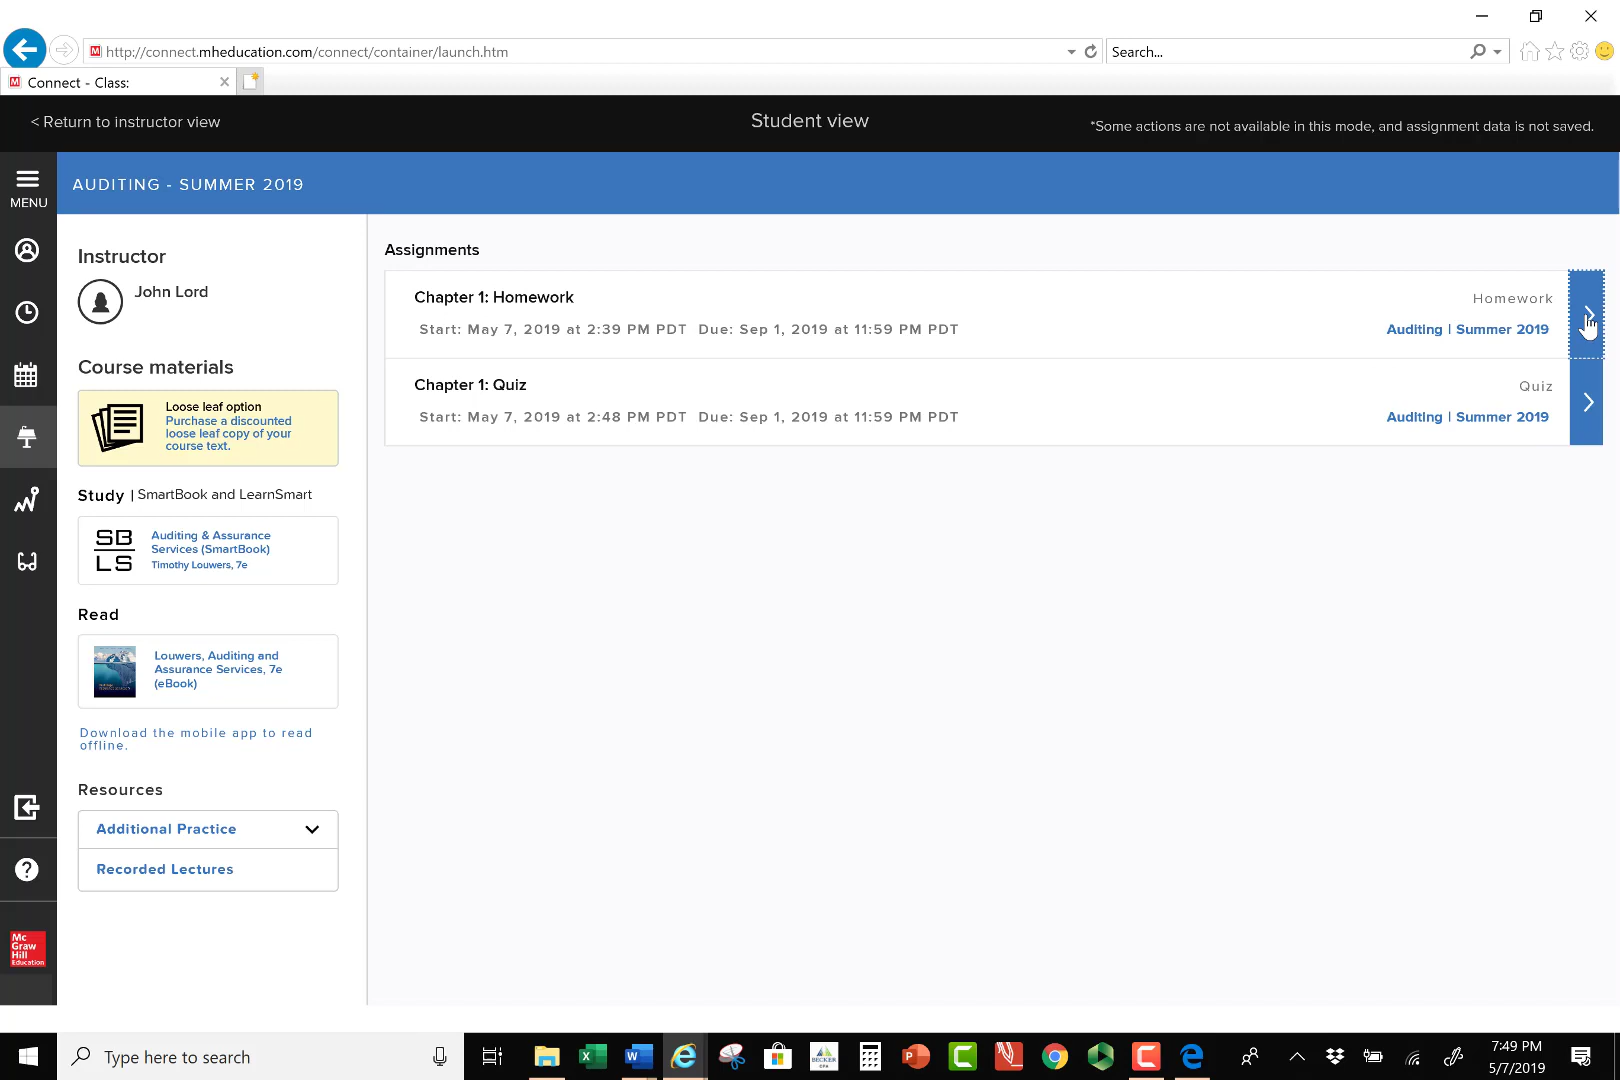 http://connect.mheducation.com/connect/container/launch.htm
Search...
Connect - Class:
< Return to instructor view
Student view
*Some actions are not available in this mode, and assignment data is not saved.
MENU
AUDITING - SUMMER 2019
Instructor
John Lord
Course materials
Loose leaf option
Purchase a discounted
loose leaf copy of your
course text.
Study | SmartBook and LearnSmart
SB
LS
Auditing & Assurance
Services (SmartBook)
Timothy Louwers, 7e
Read
Louwers, Auditing and
Assurance Services, 7e
(eBook)
Download the mobile app to read
offline.
Resources
Additional Practice
Recorded Lectures
Assignments
Chapter 1: Homework
Homework
Start: May 7, 2019 at 2:39 PM PDT Due: Sep 1, 2019 at 11:59 PM PDT
Auditing | Summer 2019
Chapter 1: Quiz
Quiz
Start: May 7, 2019 at 2:48 PM PDT Due: Sep 1, 2019 at 11:59 PM PDT
Auditing | Summer 2019
Mc
Graw
Hill
Education
Type here to search
BECKER
CPA
7:49 PM
5/7/2019